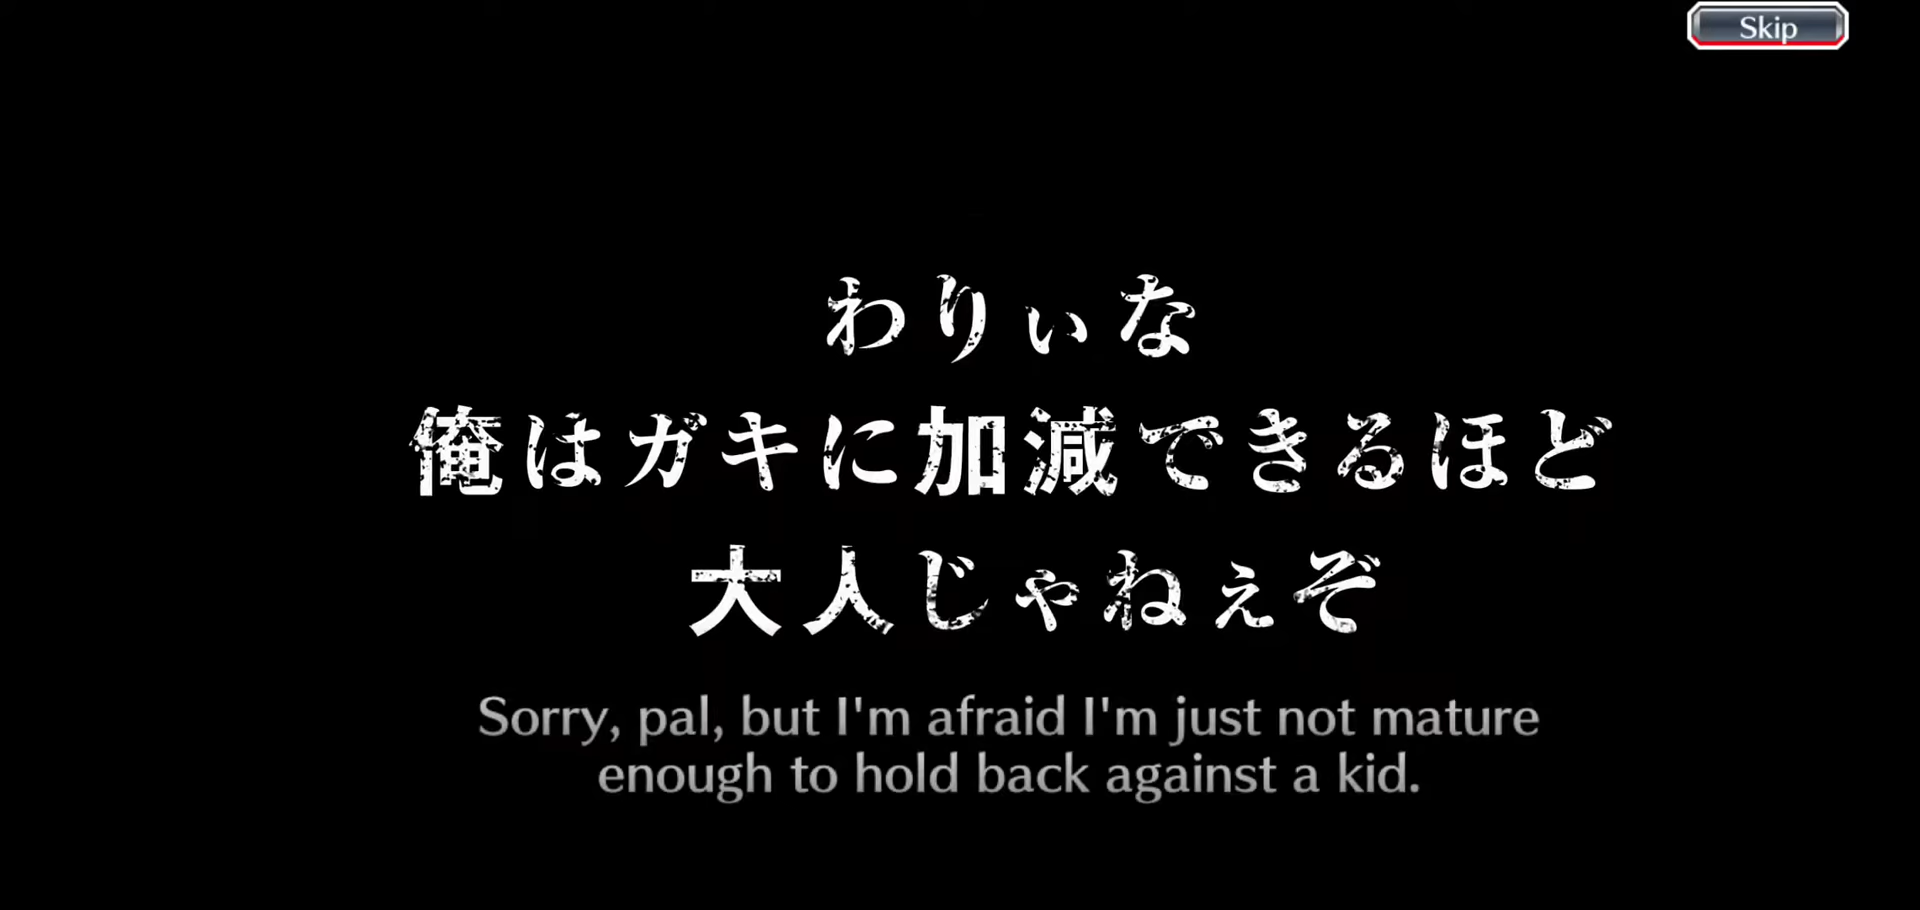 Skip
わりぃな
俺はガキに加減できるほど
大人じゃねぇぞ
Sorry, pal, but I'm afraid I'm just not mature
enough to hold back against a kid.